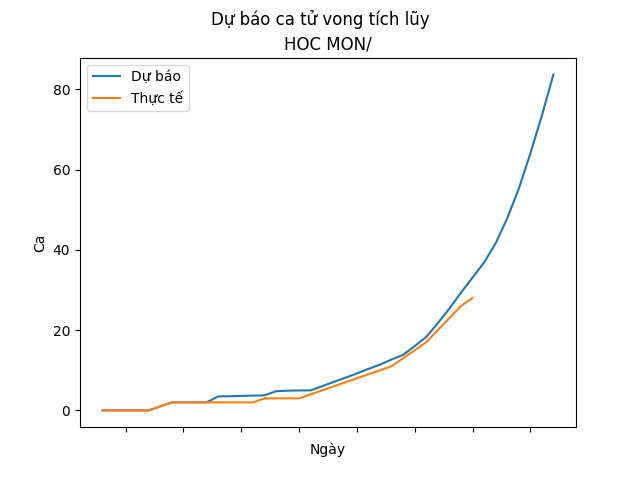 Dự báo ca tử vong tích lũy
HOC MON/
Dự báo
Thực tế
80
60
40
20
0
Ca
Ngày